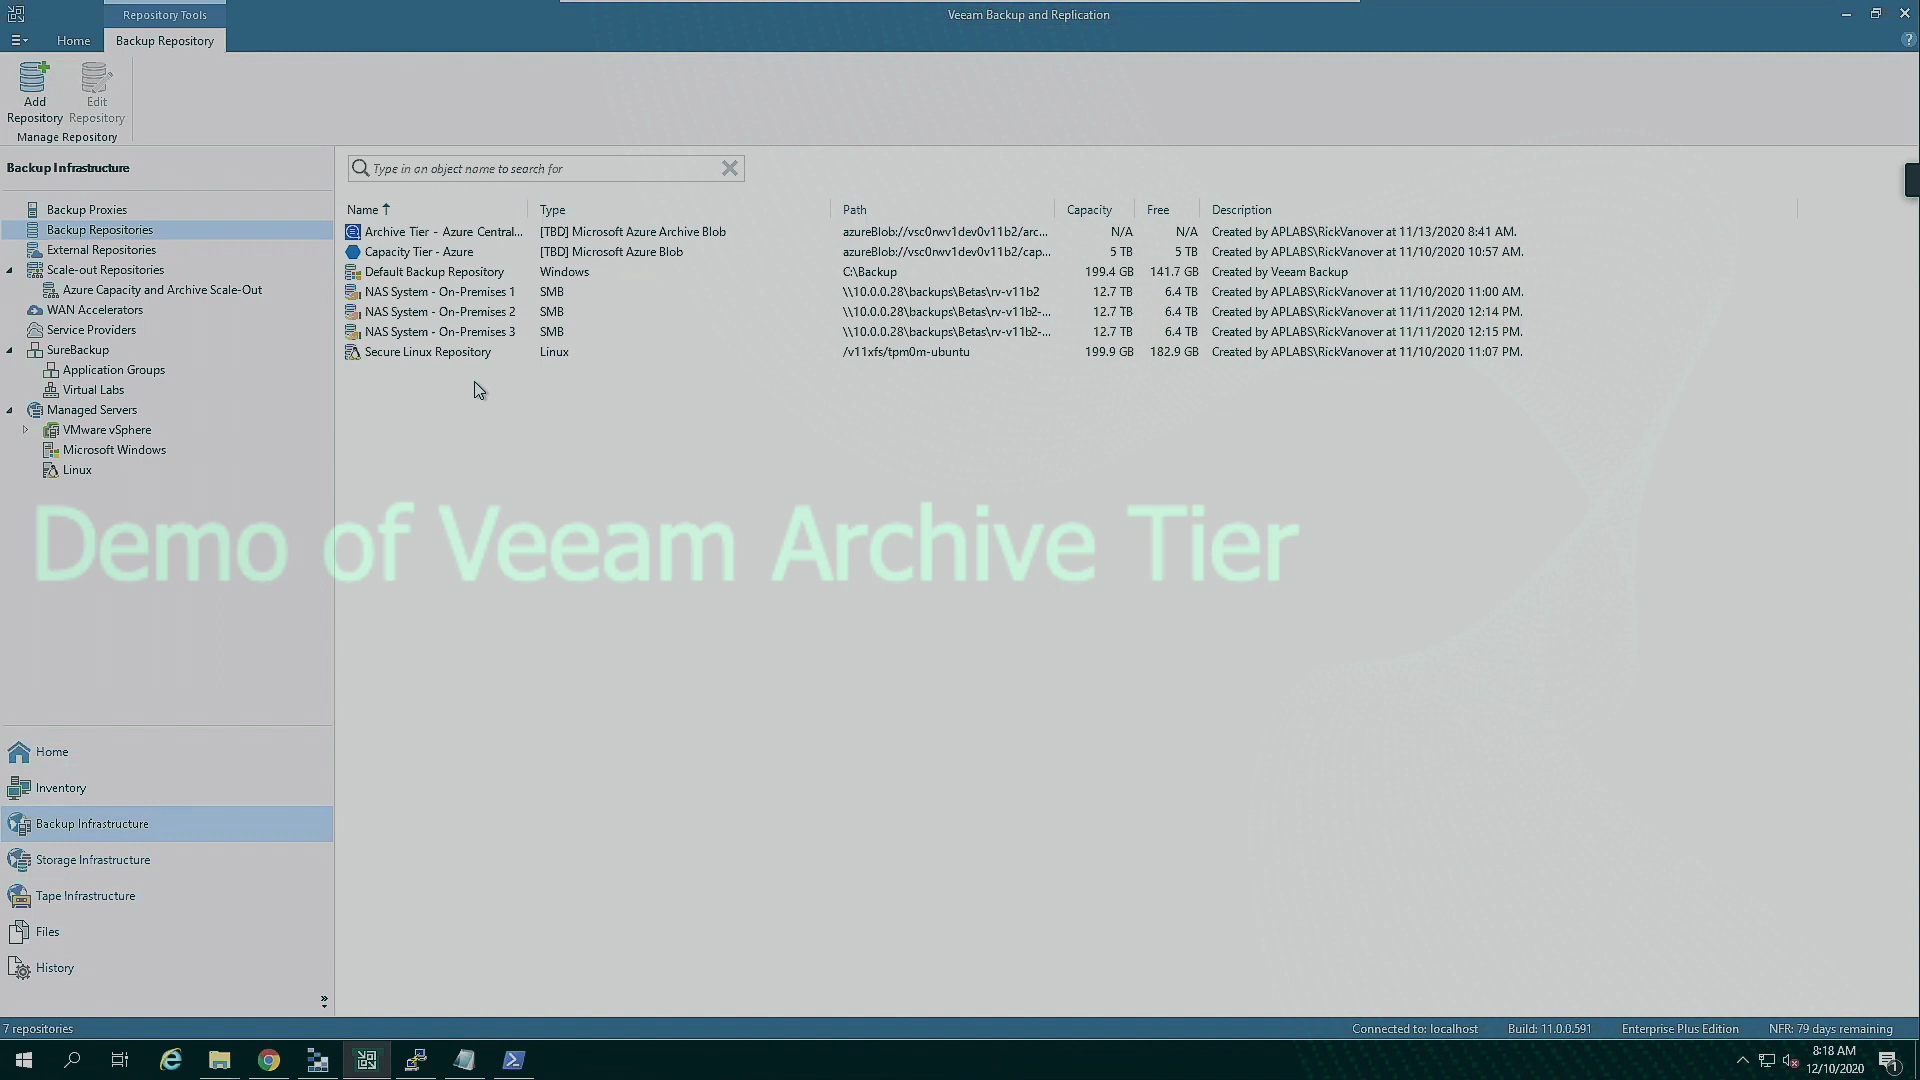 Repository Tools
Veeam Backup and Replication
Home
Backup Repository
Add Repository
Edit Repository
Manage Repository
Backup Infrastructure
Type in an object name to search for
Backup Proxies
Backup Repositories
External Repositories
Scale-out Repositories
Azure Capacity and Archive Scale-Out
WAN Accelerators
Service Providers
SureBackup
Application Groups
Virtual Labs
Managed Servers
VMware vSphere
Microsoft Windows
Linux
Name Type Path Capacity Free Description
Archive Tier - Azure Central... [TBD] Microsoft Azure Archive Blob azureBlob://vsc0rwv1dev0v11b2/arc... N/A N/A Created by APLABS\RickVanover at 11/13/2020 8:41 AM.
Capacity Tier - Azure [TBD] Microsoft Azure Blob azureBlob://vsc0rwv1dev0v11b2/cap... 5 TB 5 TB Created by APLABS\RickVanover at 11/10/2020 10:57 AM.
Default Backup Repository Windows C:\Backup 199.4 GB 141.7 GB Created by Veeam Backup
NAS System - On-Premises 1 SMB \\10.0.0.28\backups\Betas\rv-v11b2 12.7 TB 6.4 TB Created by APLABS\RickVanover at 11/10/2020 11:00 AM.
NAS System - On-Premises 2 SMB \\10.0.0.28\backups\Betas\rv-v11b2-... 12.7 TB 6.4 TB Created by APLABS\RickVanover at 11/11/2020 12:14 PM.
NAS System - On-Premises 3 SMB \\10.0.0.28\backups\Betas\rv-v11b2-... 12.7 TB 6.4 TB Created by APLABS\RickVanover at 11/11/2020 12:15 PM.
Secure Linux Repository Linux /v11xfs/tpm0m-ubuntu 199.9 GB 182.9 GB Created by APLABS\RickVanover at 11/10/2020 11:07 PM.
Demo of Veeam Archive Tier
Home
Inventory
Backup Infrastructure
Storage Infrastructure
Tape Infrastructure
Files
History
7 repositories
Connected to: localhost
Build: 11.0.0.591
Enterprise Plus Edition
NFR: 79 days remaining
8:18 AM
12/10/2020
1